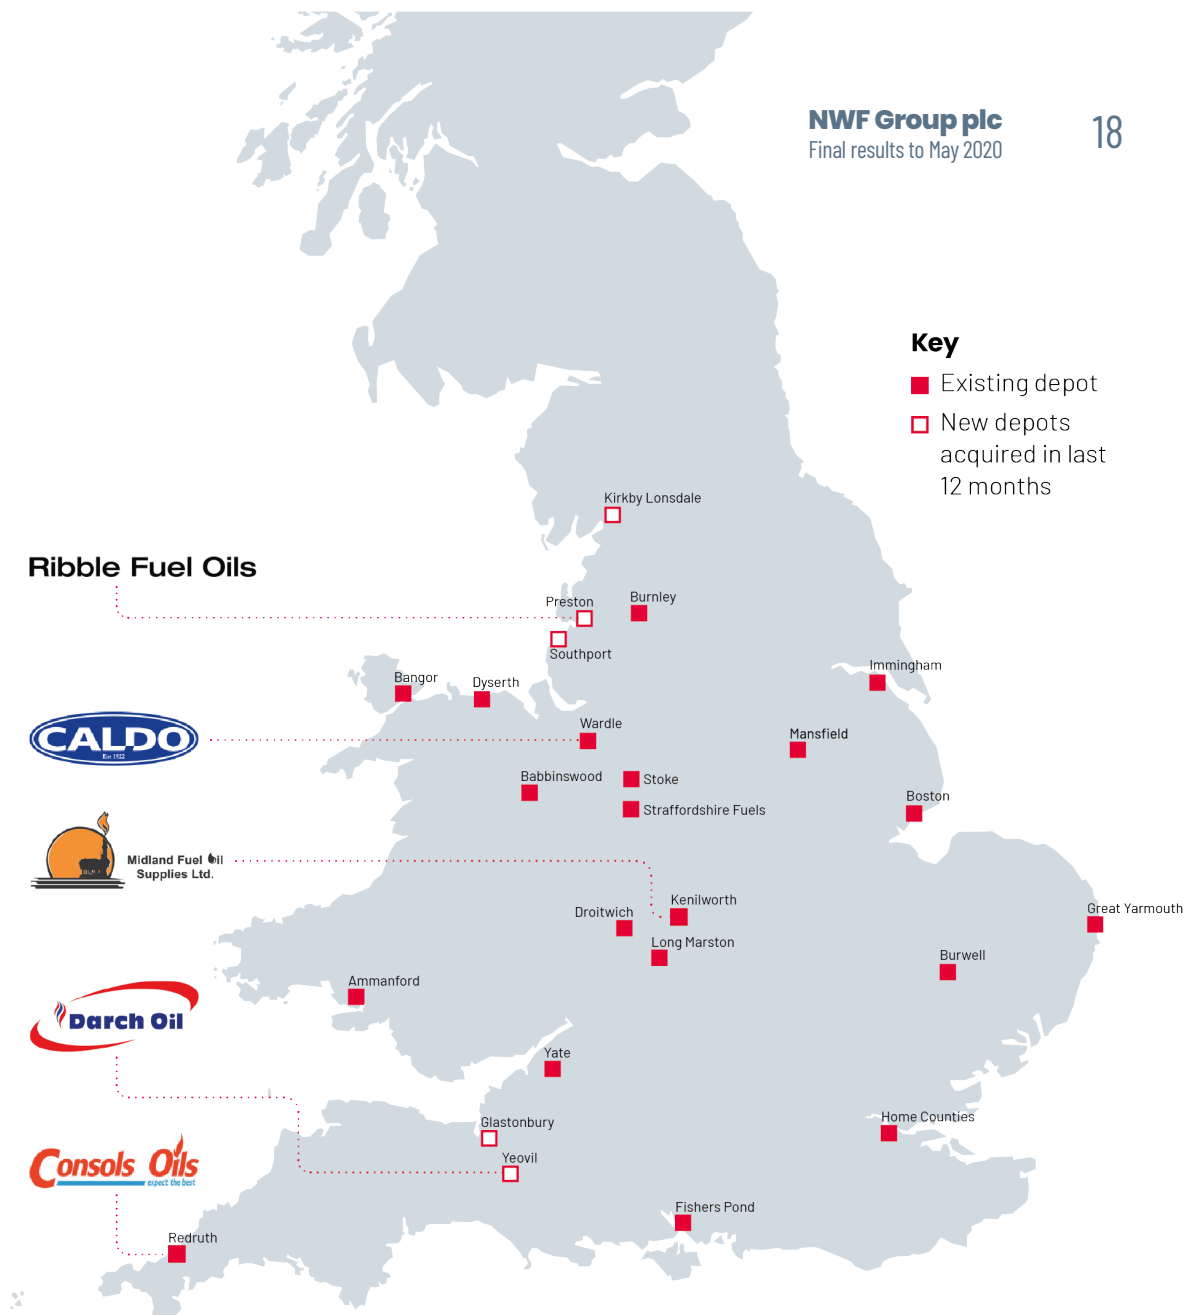 NWF Group plc
Final results to May 2020
18
Key
Existing depot
New depots
acquired in last
12 months
Kirkby Lonsdale
Ribble Fuel Oils
Preston
Burnley
Southport
Immingham
Bangor
Dyserth
CALDO
Est 1922
Wardle
Mansfield
Babbinswood
Stoke
Boston
Straffordshire Fuels
Midland Fuel Oil
Supplies Ltd.
Kenilworth
Droitwich
Great Yarmouth
Long Marston
Burwell
Ammanford
Darch Oil
Yate
Glastonbury
Home Counties
Consols Oils
expect the best
Yeovil
Fishers Pond
Redruth